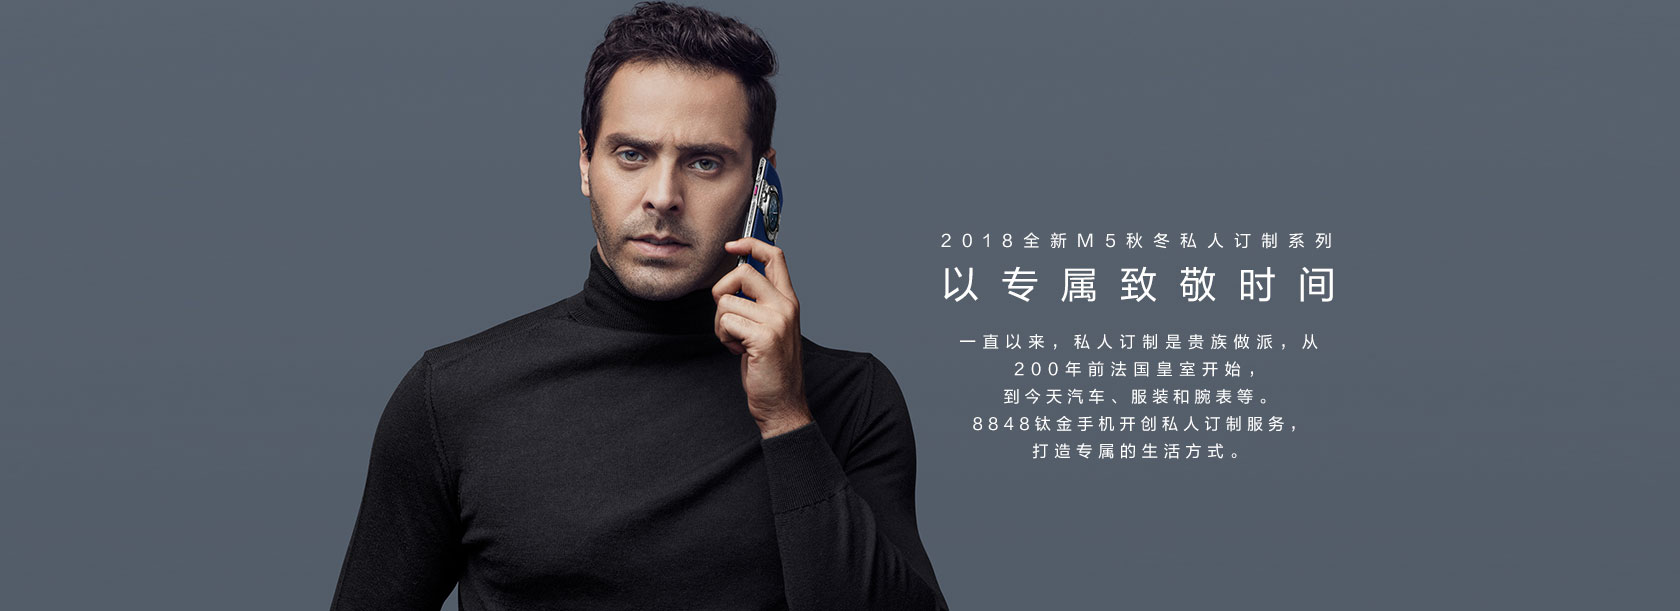 2018全新M5秋冬私人订制系列
以专属致敬时间
一直以来，私人订制是贵族做派，从
200年前法国皇室开始，
到今天汽车、服装和腕表等。
8848钛金手机开创私人订制服务，
打造专属的生活方式。